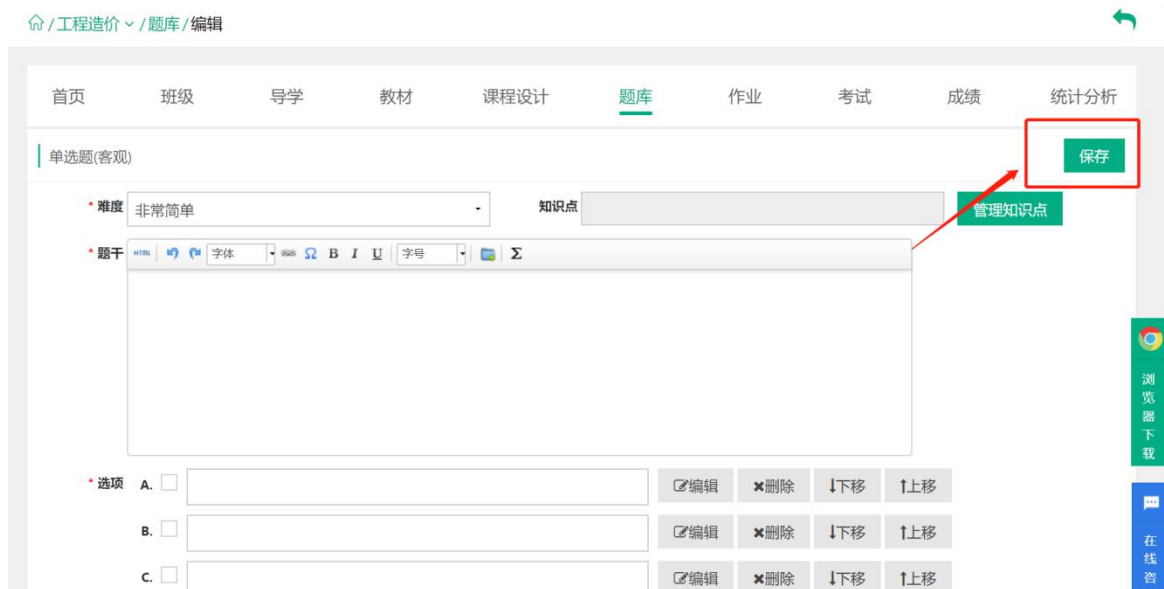 /工程造价/题库/编辑
首页 班级 导学 教材 课程设计 题库 作业 考试 成绩 统计分析
单选题(客观) 保存
*难度 非常简单 知识点 管理知识点
*题干 HTML 字体 Ω B I U 字号 Σ
*选项 A. 编辑 删除 下移 上移
B. 编辑 删除 下移 上移
C. 编辑 删除 下移 上移
浏览器下载
在线咨